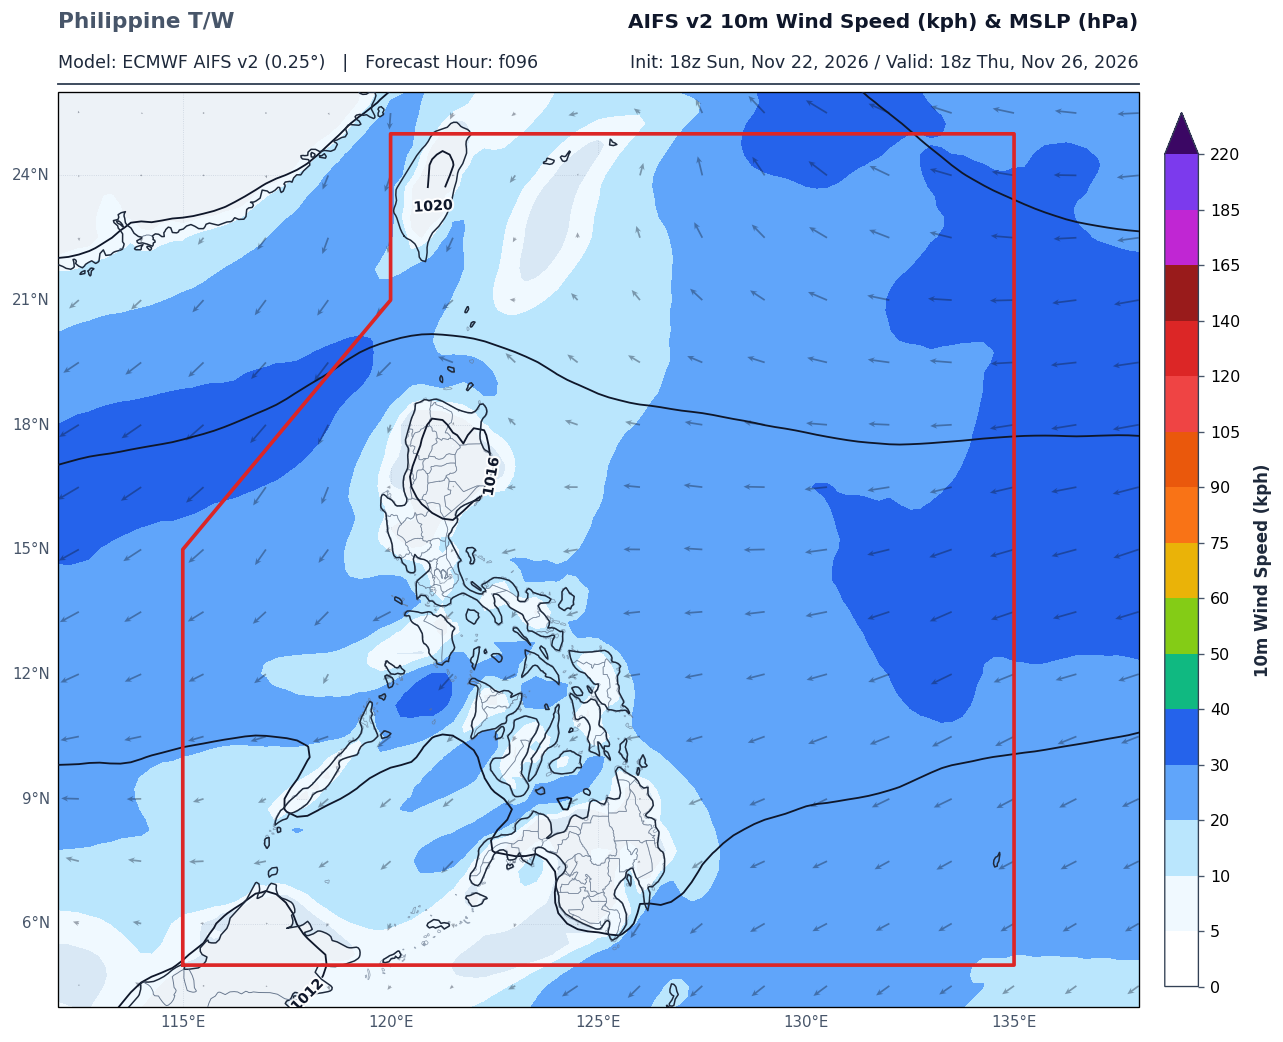 Philippine T/W
AIFS v2 10m Wind Speed (kph) & MSLP (hPa)
Model: ECMWF AIFS v2 (0.25°) | Forecast Hour: f096
Init: 18z Sun, Nov 22, 2026 / Valid: 18z Thu, Nov 26, 2026
24°N
21°N
18°N
15°N
12°N
9°N
6°N
115°E
120°E
125°E
130°E
135°E
1020
1016
1012
220
185
165
140
120
105
90
75
60
50
40
30
20
10
5
0
10m Wind Speed (kph)